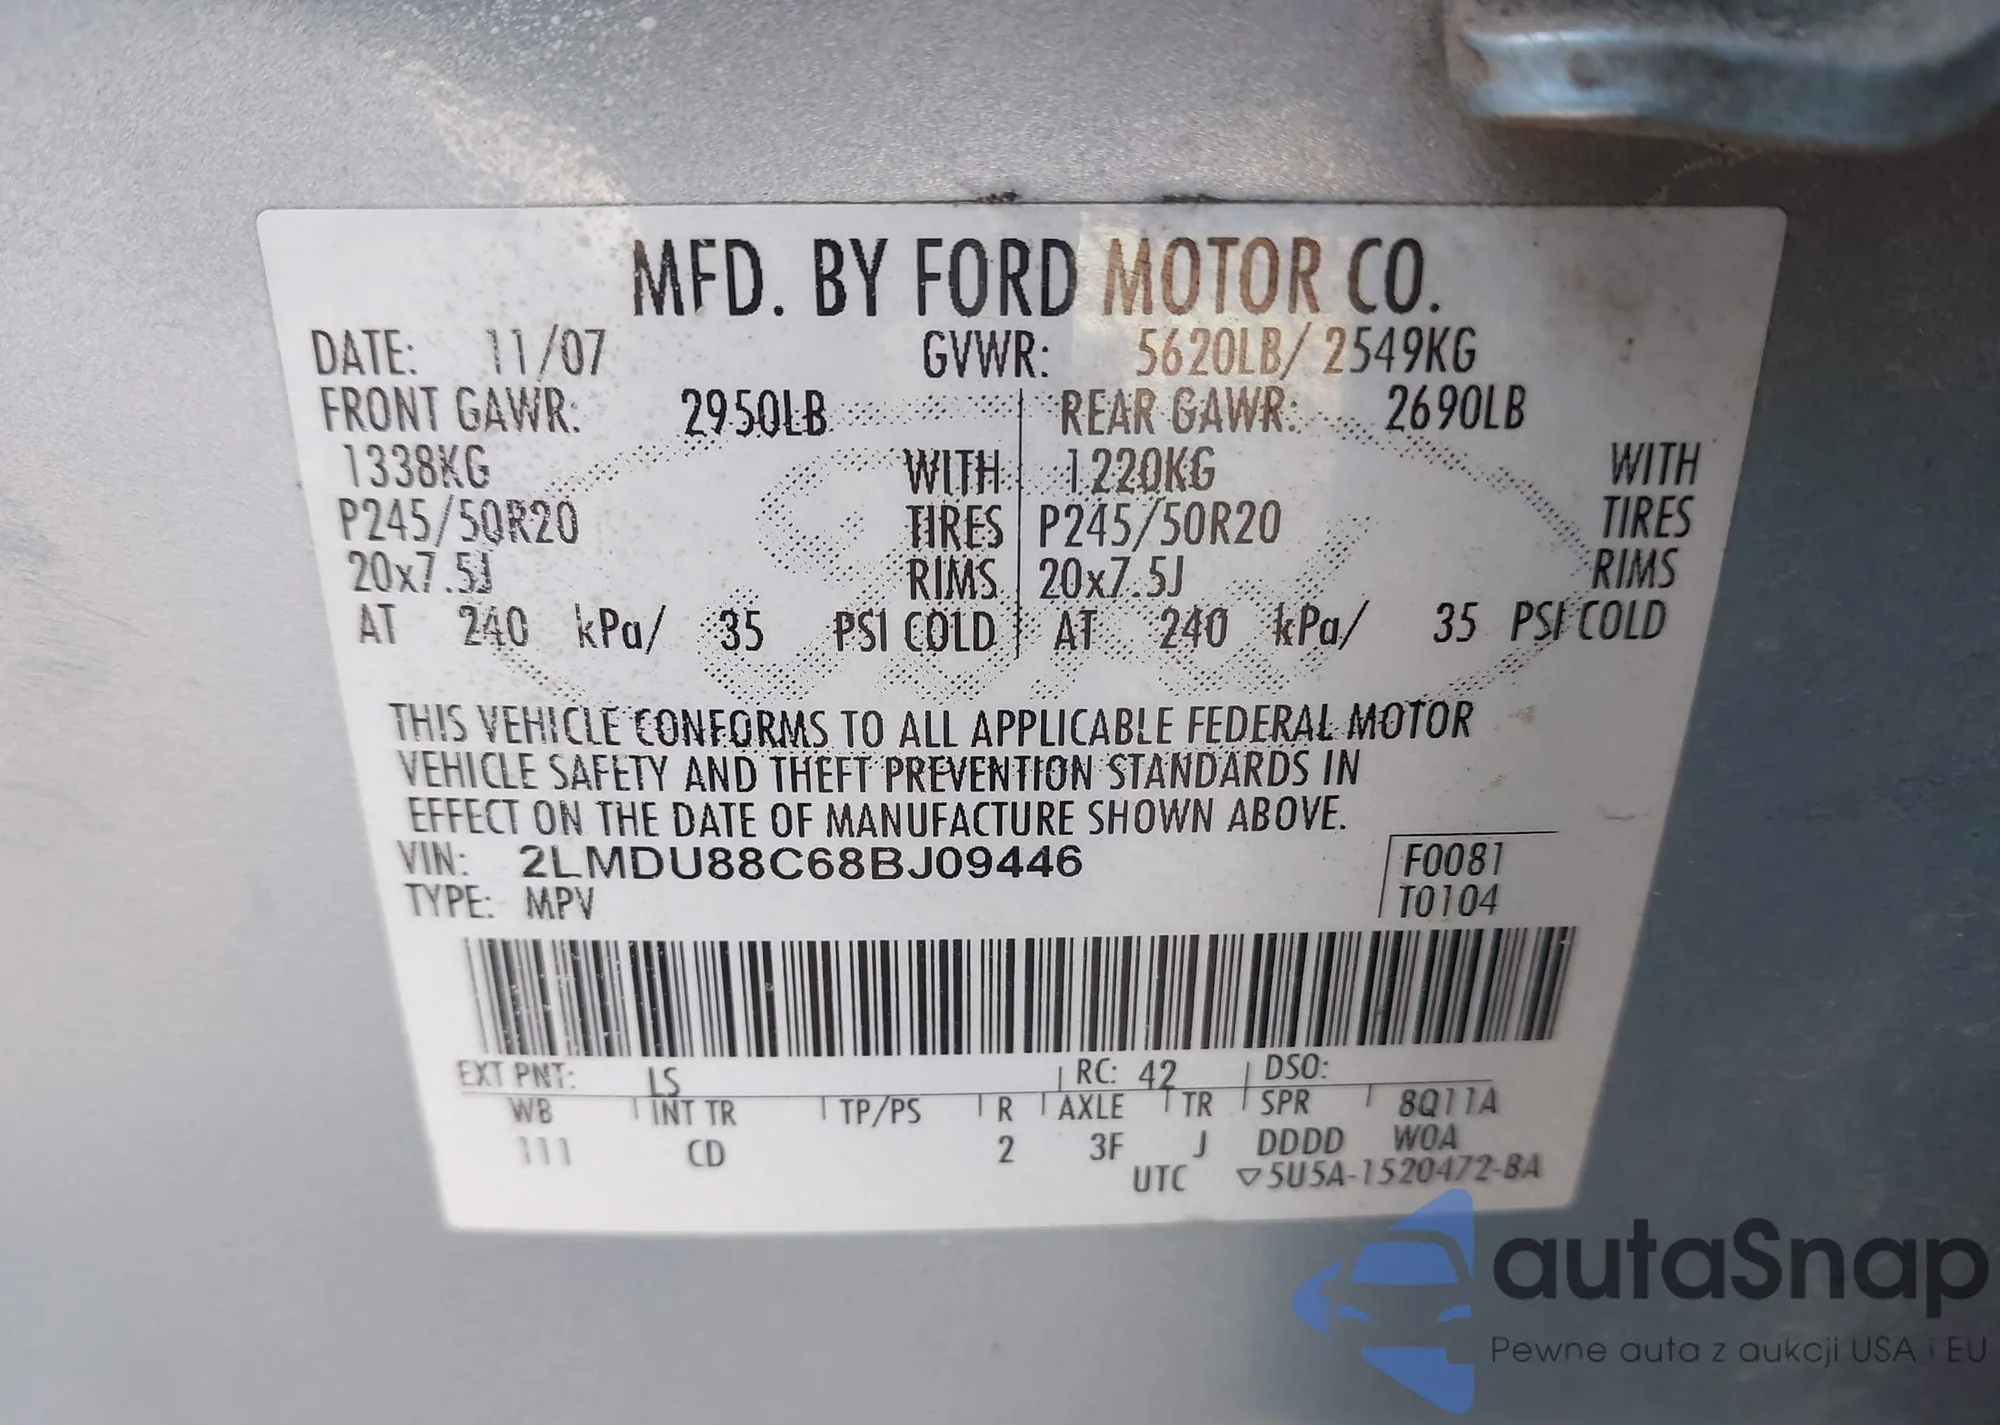 MFD. BY FORD MOTOR CO.
DATE: 11/07 GVWR: 5620LB/ 2549KG
FRONT GAWR: 2950LB REAR GAWR: 2690LB
1338KG WITH 1220KG WITH
P245/50R20 TIRES P245/50R20 TIRES
20x7.5J RIMS 20x7.5J RIMS
AT 240 kPa/ 35 PSI COLD AT 240 kPa/ 35 PSI COLD
THIS VEHICLE CONFORMS TO ALL APPLICABLE FEDERAL MOTOR
VEHICLE SAFETY AND THEFT PREVENTION STANDARDS IN
EFFECT ON THE DATE OF MANUFACTURE SHOWN ABOVE.
VIN: 2LMDU88C68BJ09446 F0081
TYPE: MPV T0104
EXT PNT: LS RC: 42 DSO:
WB INT TR TP/PS R AXLE TR SPR 8Q11A
111 CD 2 3F J DDDD W0A
UTC ▽5U5A-1520472-BA
autaSnap
Pewne auta z aukcji USA i EU